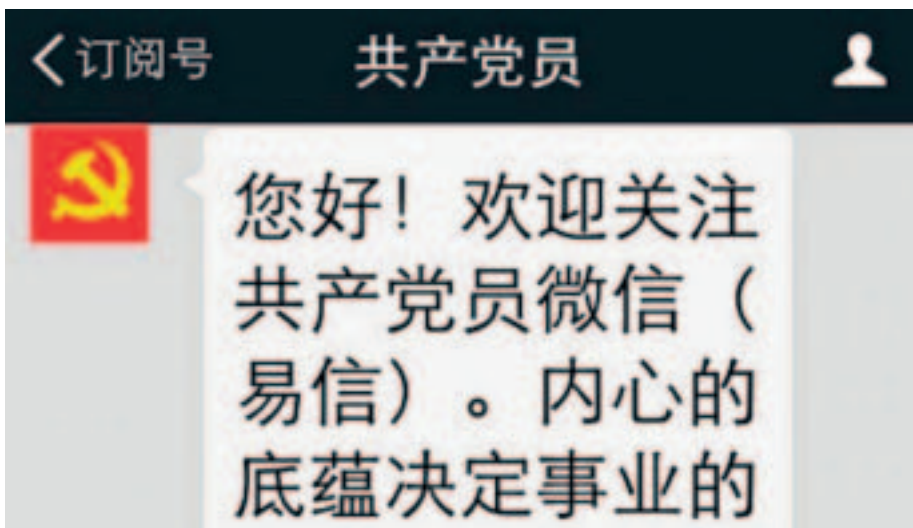 订阅号 共产党员
您好！欢迎关注
共产党员微信（
易信）。内心的
底蕴决定事业的